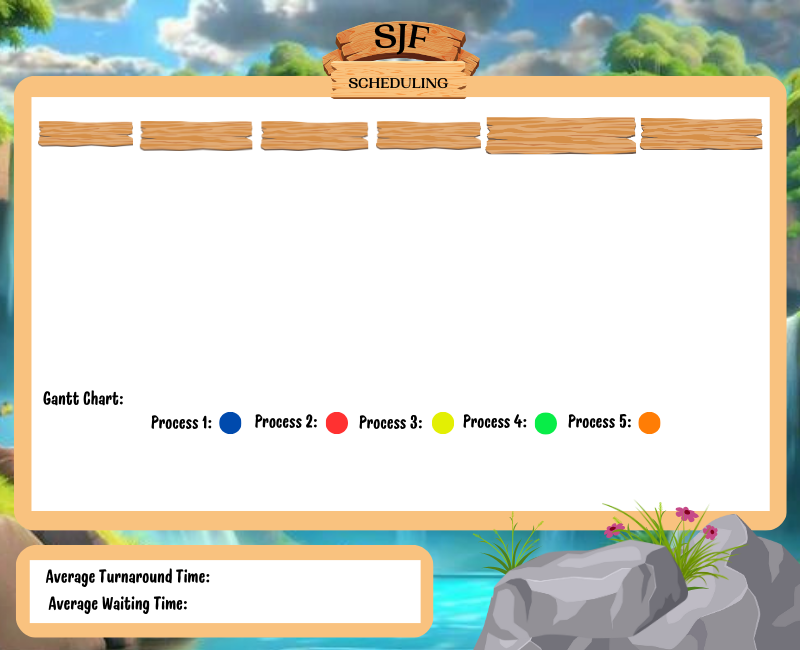 SJF
SCHEDULING
Gantt Chart:
Process 1: Process 2: Process 3: Process 4: Process 5:
Average Turnaround Time:
Average Waiting Time: